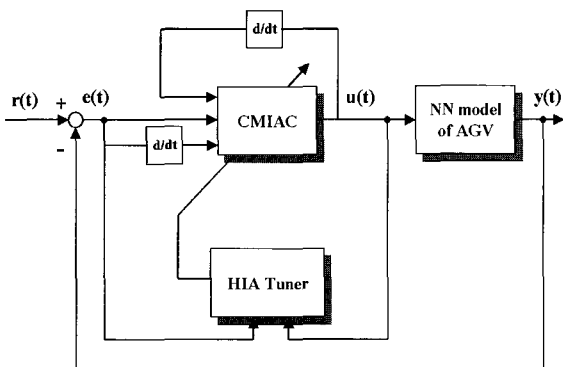 d/dt
r(t)
+
e(t)
-
d/dt
CMIAC
u(t)
NN model
of AGV
y(t)
HIA Tuner